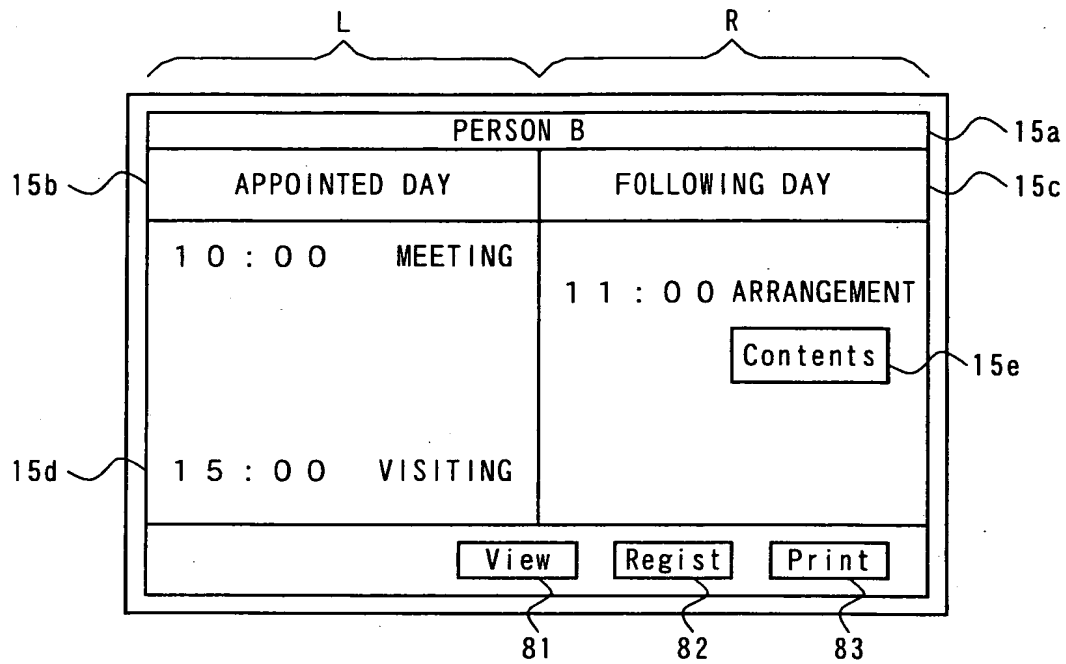 L R
PERSON B 15a
15b APPOINTED DAY FOLLOWING DAY 15c
10:00 MEETING
11:00 ARRANGEMENT
Contents 15e
15d 15:00 VISITING
View Regist Print
81 82 83